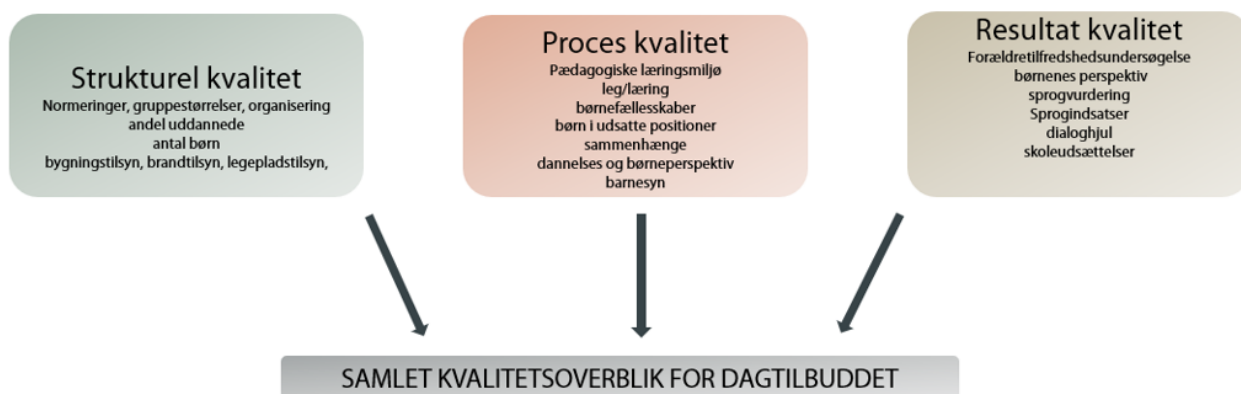 Strukturel kvalitet
Normeringer, gruppestørrelser, organisering
andel uddannede
antal børn
bygningstilsyn, brandtilsyn, legepladstilsyn,
Proces kvalitet
Pædagogiske læringsmiljø
leg/læring
børnefællesskaber
børn i udsatte positioner
sammenhænge
dannelses og børneperspektiv
barnesyn
Resultat kvalitet
Forældretilfredshedsundersøgelse
børnenes perspektiv
sprogvurdering
Sprogindsatser
dialoghjul
skoleudsættelser
SAMLET KVALITETSOVERBLIK FOR DAGTILBUDDET